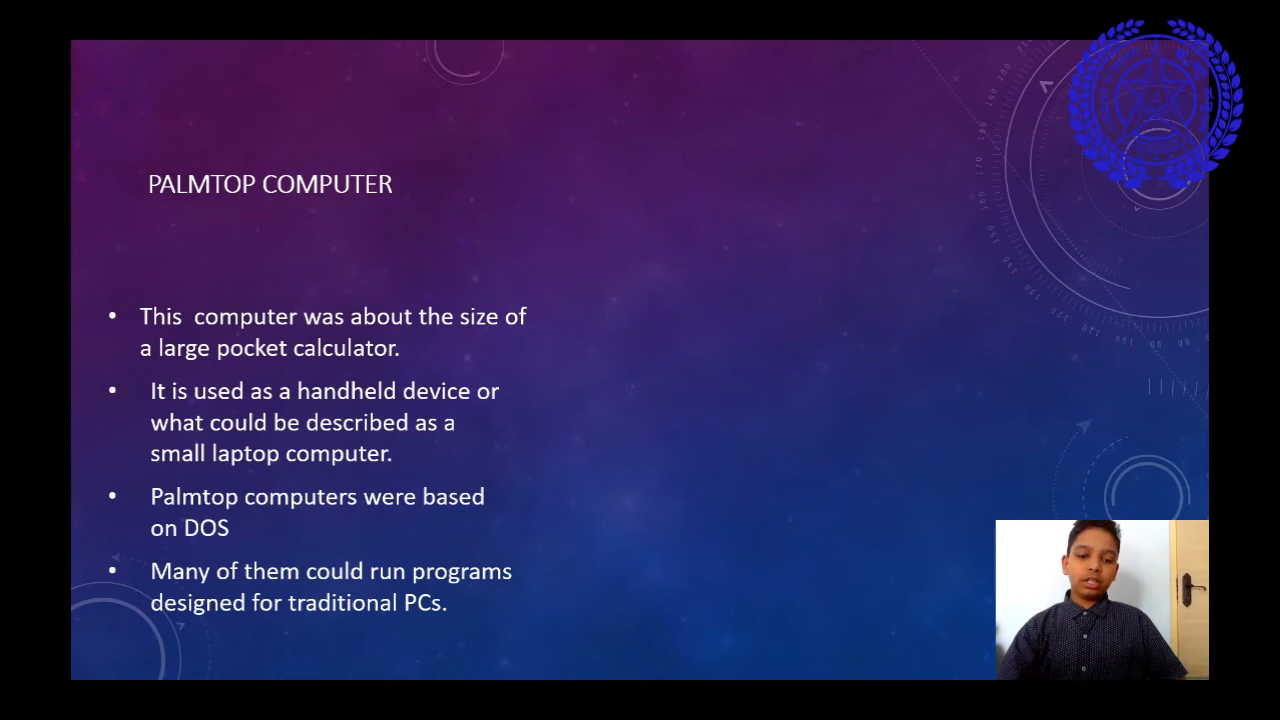 PALMTOP COMPUTER
• This computer was about the size of
a large pocket calculator.
• It is used as a handheld device or
what could be described as a
small laptop computer.
• Palmtop computers were based
on DOS
• Many of them could run programs
designed for traditional PCs.